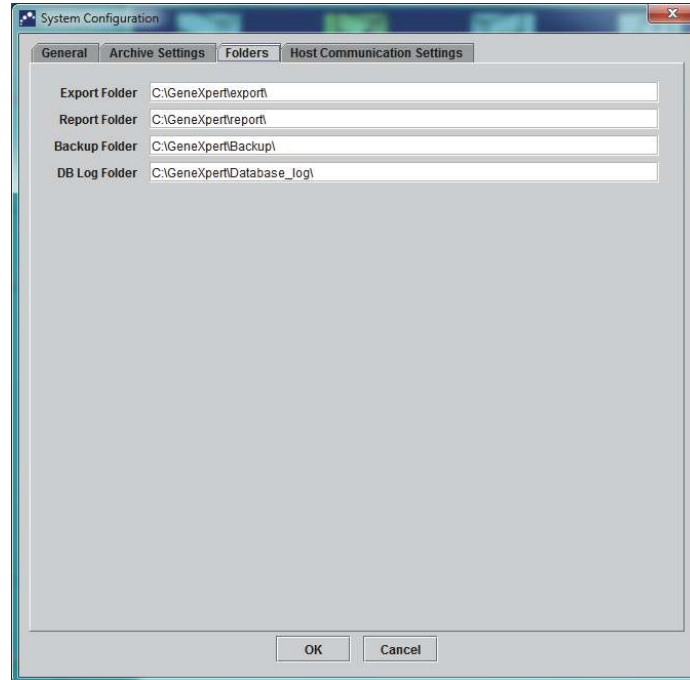 System Configuration
General Archive Settings Folders Host Communication Settings
Export Folder C:\GeneXpert\export\
Report Folder C:\GeneXpert\report\
Backup Folder C:\GeneXpert\Backup\
DB Log Folder C:\GeneXpert\Database_log\
OK Cancel